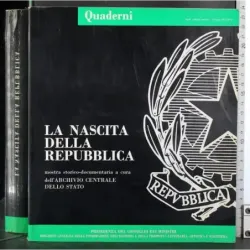 Quaderni
LA NASCITA
DELLA
REPUBBLICA
mostra storico-documentaria a cura
dell'ARCHIVIO CENTRALE
DELLO STATO
REPVBBLICA
LA NASCITA DELLA REPUBBLICA
PRESIDENZA DEL CONSIGLIO DEI MINISTRI